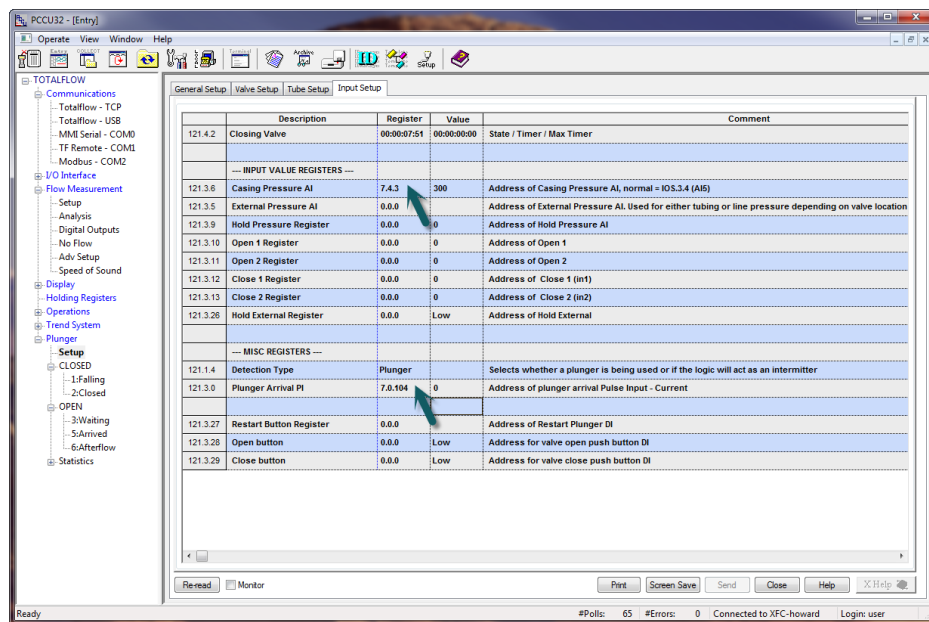 PCCU32 - [Entry]
Operate View Window Help
Entire COLLECT Terminal Archive ID Setup
TOTALFLOW
Communications
Totalflow - TCP
Totalflow - USB
MMI Serial - COM0
TF Remote - COM1
Modbus - COM2
I/O Interface
Flow Measurement
Setup
Analysis
Digital Outputs
No Flow
Adv Setup
Speed of Sound
Display
Holding Registers
Operations
Trend System
Plunger
Setup
CLOSED
1:Falling
2:Closed
OPEN
3:Waiting
5:Arrived
6:Afterflow
Statistics
General Setup Valve Setup Tube Setup Input Setup
Description Register Value Comment
121.4.2 Closing Valve 00:00:07:51 00:00:00:00 State / Timer / Max Timer
--- INPUT VALUE REGISTERS ---
121.3.6 Casing Pressure AI 7.4.3 300 Address of Casing Pressure AI, normal = IOS.3.4 (AI5)
121.3.5 External Pressure AI 0.0.0 Address of External Pressure AI. Used for either tubing or line pressure depending on valve location
121.3.9 Hold Pressure Register 0.0.0 0 Address of Hold Pressure AI
121.3.10 Open 1 Register 0.0.0 0 Address of Open 1
121.3.11 Open 2 Register 0.0.0 0 Address of Open 2
121.3.12 Close 1 Register 0.0.0 0 Address of Close 1 (in1)
121.3.13 Close 2 Register 0.0.0 0 Address of Close 2 (in2)
121.3.26 Hold External Register 0.0.0 Low Address of Hold External
--- MISC REGISTERS ---
121.1.4 Detection Type Plunger Selects whether a plunger is being used or if the logic will act as an intermitter
121.3.0 Plunger Arrival PI 7.0.104 0 Address of plunger arrival Pulse Input - Current
121.3.27 Restart Button Register 0.0.0 Address of Restart Plunger DI
121.3.28 Open button 0.0.0 Low Address for valve open push button DI
121.3.29 Close button 0.0.0 Low Address for valve close push button DI
Re-read Monitor Print Screen Save Send Close Help X Help
Ready #Polls: 65 #Errors: 0 Connected to XFC-howard Login: user